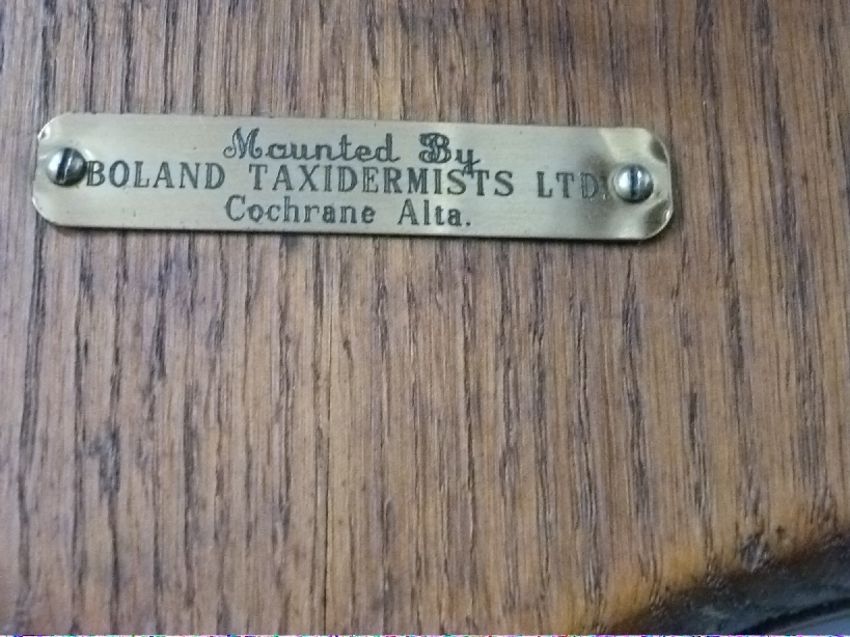 Mounted By
BOLAND TAXIDERMISTS LTD.
Cochrane Alta.